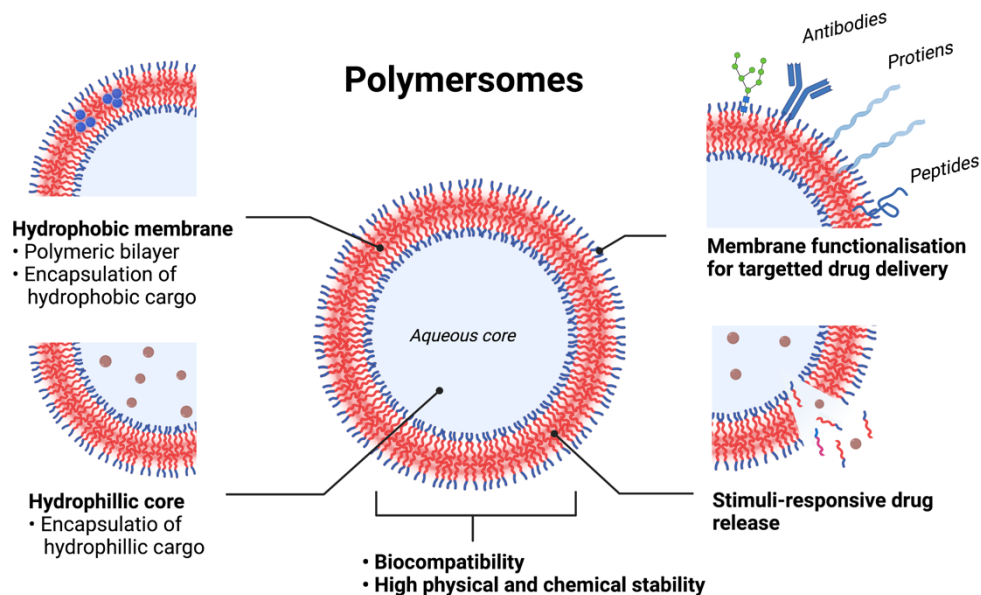 Polymersomes
Hydrophobic membrane
• Polymeric bilayer
• Encapsulation of
hydrophobic cargo
Antibodies
Protiens
Peptides
Membrane functionalisation
for targetted drug delivery
Aqueous core
Hydrophillic core
• Encapsulatio of
hydrophillic cargo
Stimuli-responsive drug
release
• Biocompatibility
• High physical and chemical stability